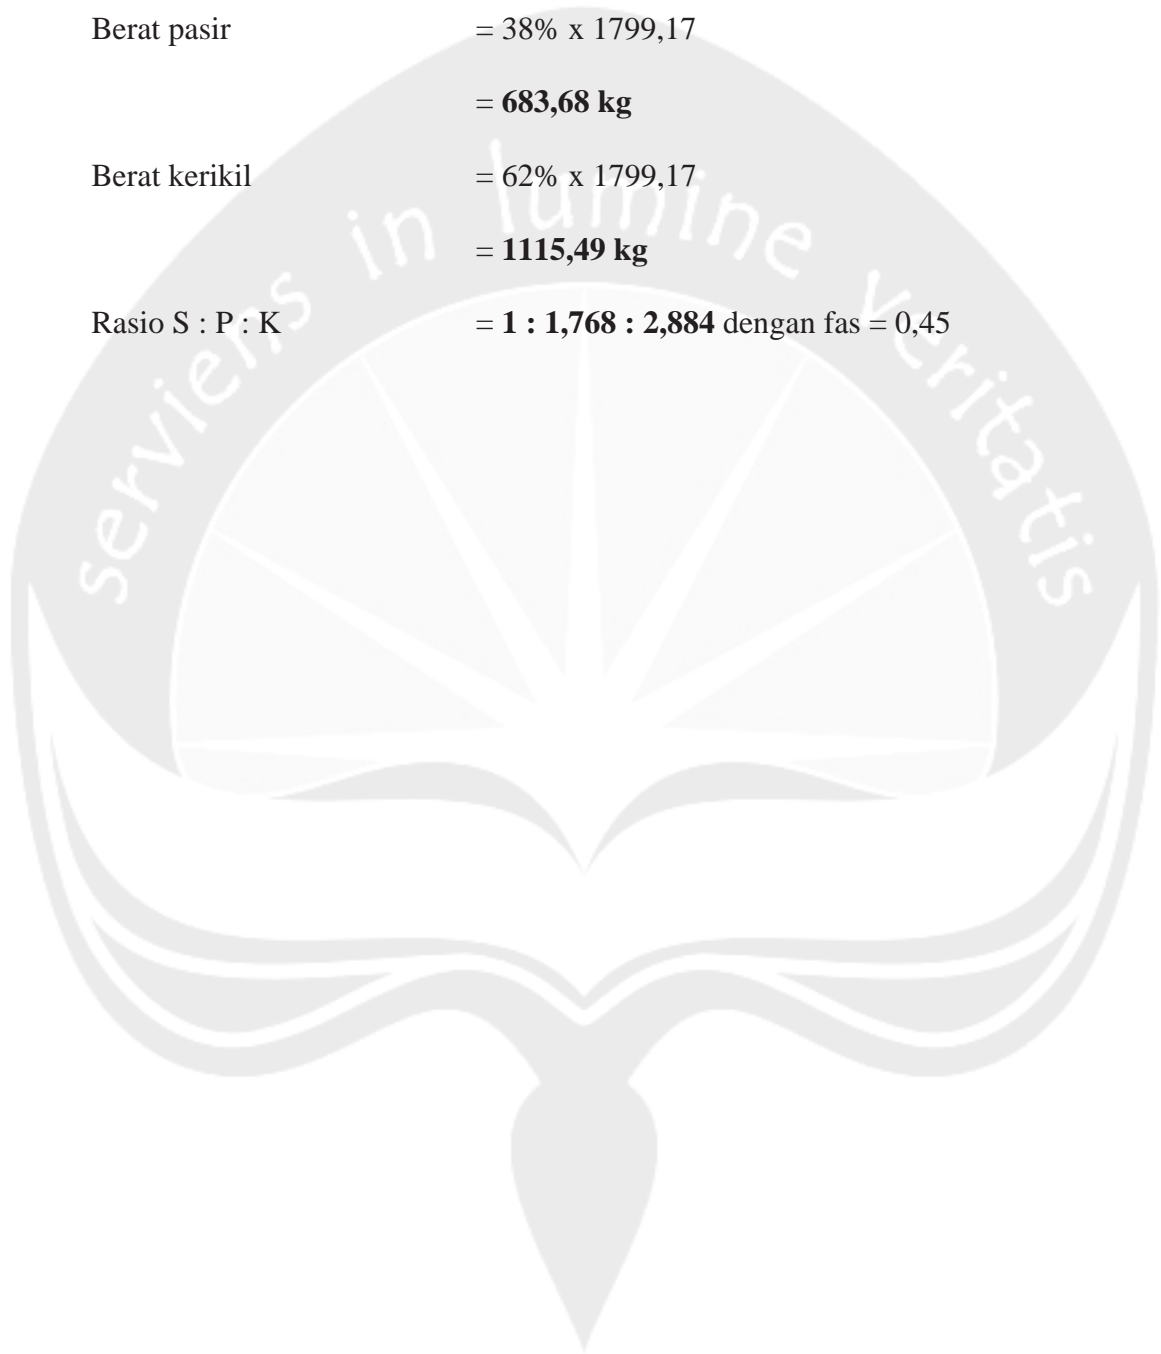 Berat pasir = 38% x 1799,17
= 683,68 kg
Berat kerikil = 62% x 1799,17
= 1115,49 kg
Rasio S : P : K = 1 : 1,768 : 2,884 dengan fas = 0,45
serviens in lumine veritatis